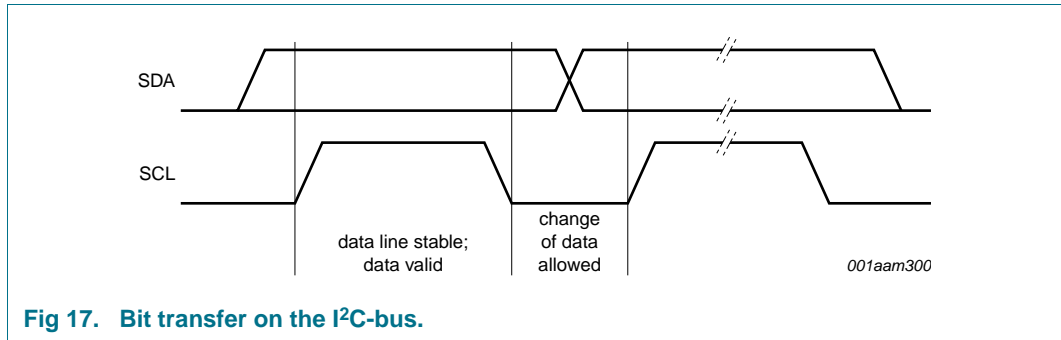 SDA
SCL
data line stable;
data valid
change
of data
allowed
001aam300
Fig 17. Bit transfer on the I²C-bus.